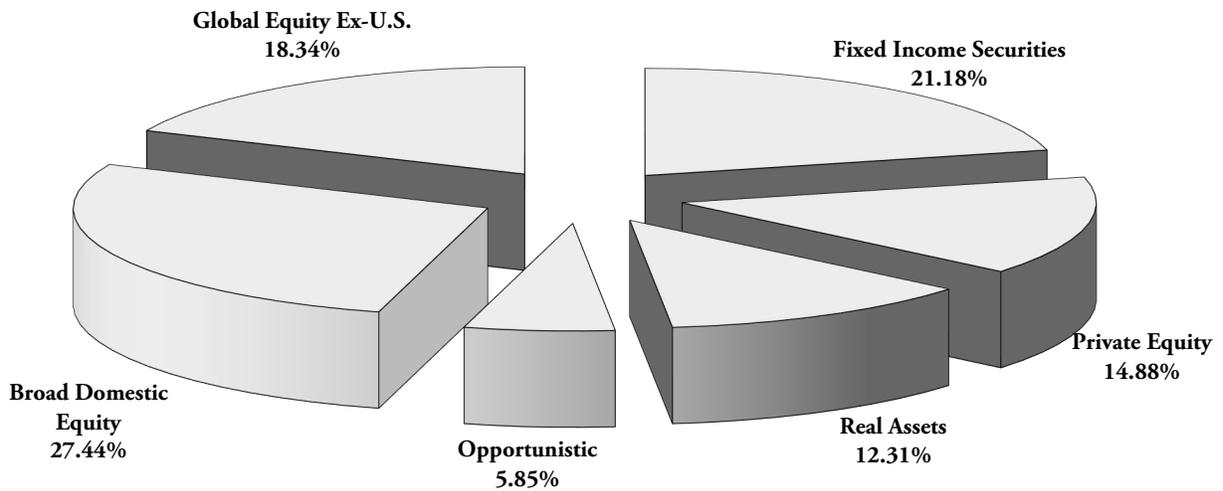 Global Equity Ex-U.S.
18.34%
Fixed Income Securities
21.18%
Private Equity
14.88%
Broad Domestic
Equity
27.44%
Real Assets
12.31%
Opportunistic
5.85%